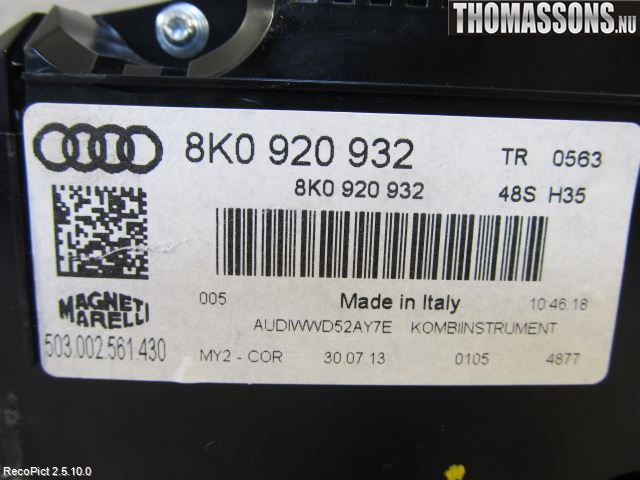 THOMASSONS.NU
8K0 920 932
TR 0563
8K0 920 932
48S H35
005
Made in Italy
10:46.18
MAGNETI
MARELLI
AUDIWWD52AY7E KOMBIINSTRUMENT
503.002.561.430
MY2 - COR 30.07.13 0105 4877
RecoPict 2.5.10.0